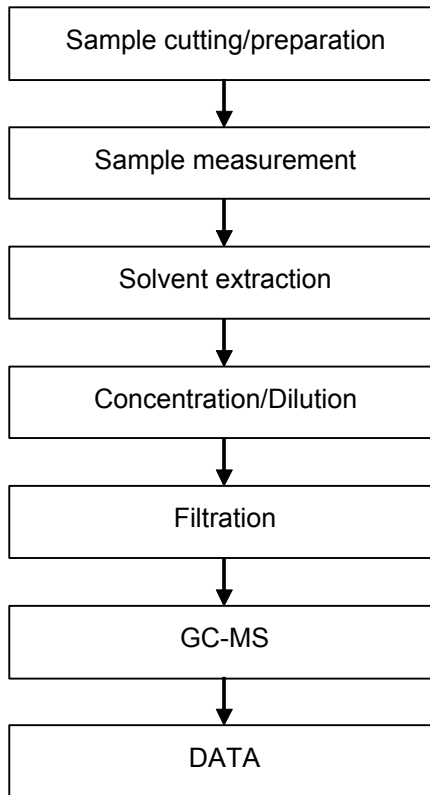 Sample cutting/preparation
Sample measurement
Solvent extraction
Concentration/Dilution
Filtration
GC-MS
DATA